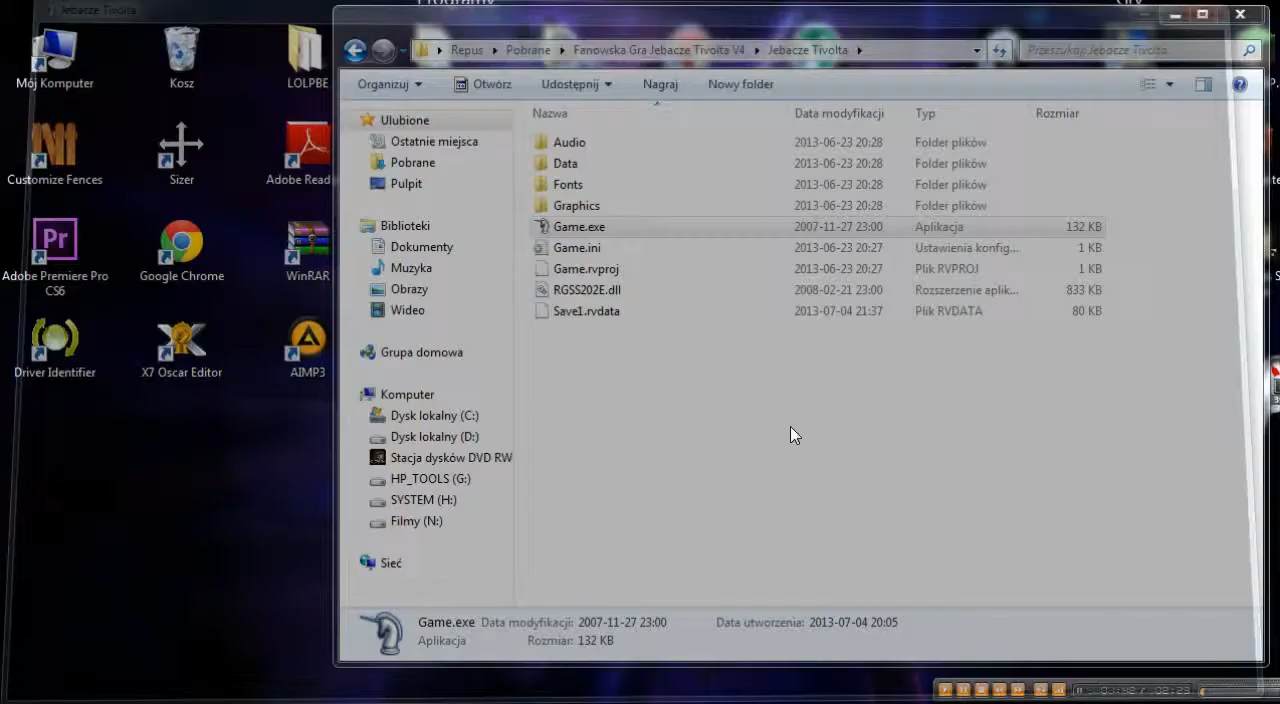 Jebacze Tivolta
Programy
Mój Komputer
Kosz
LOLPBE
Customize Fences
Sizer
Adobe Read
Adobe Premiere Pro
CS6
Google Chrome
WinRAR
Driver Identifier
X7 Oscar Editor
AIMP3
Repus Pobrane Fanowska Gra Jebacze Tivolta V4 Jebacze Tivolta
Przeszukaj: Jebacze Tivolta
Organizuj Otwórz Udostępnij Nagraj Nowy folder
Nazwa Data modyfikacji Typ Rozmiar
Ulubione
Ostatnie miejsca
Pobrane
Pulpit
Biblioteki
Dokumenty
Muzyka
Obrazy
Wideo
Grupa domowa
Komputer
Dysk lokalny (C:)
Dysk lokalny (D:)
Stacja dysków DVD RW
HP_TOOLS (G:)
SYSTEM (H:)
Filmy (N:)
Sieć
Audio 2013-06-23 20:28 Folder plików
Data 2013-06-23 20:28 Folder plików
Fonts 2013-06-23 20:28 Folder plików
Graphics 2013-06-23 20:28 Folder plików
Game.exe 2007-11-27 23:00 Aplikacja 132 KB
Game.ini 2013-06-23 20:27 Ustawienia konfig... 1 KB
Game.rvproj 2013-06-23 20:27 Plik RVPROJ 1 KB
RGSS202E.dll 2008-02-21 23:00 Rozszerzenie aplik... 833 KB
Save1.rvdata 2013-07-04 21:37 Plik RVDATA 80 KB
Game.exe Data modyfikacji: 2007-11-27 23:00 Data utworzenia: 2013-07-04 20:05
Aplikacja Rozmiar: 132 KB